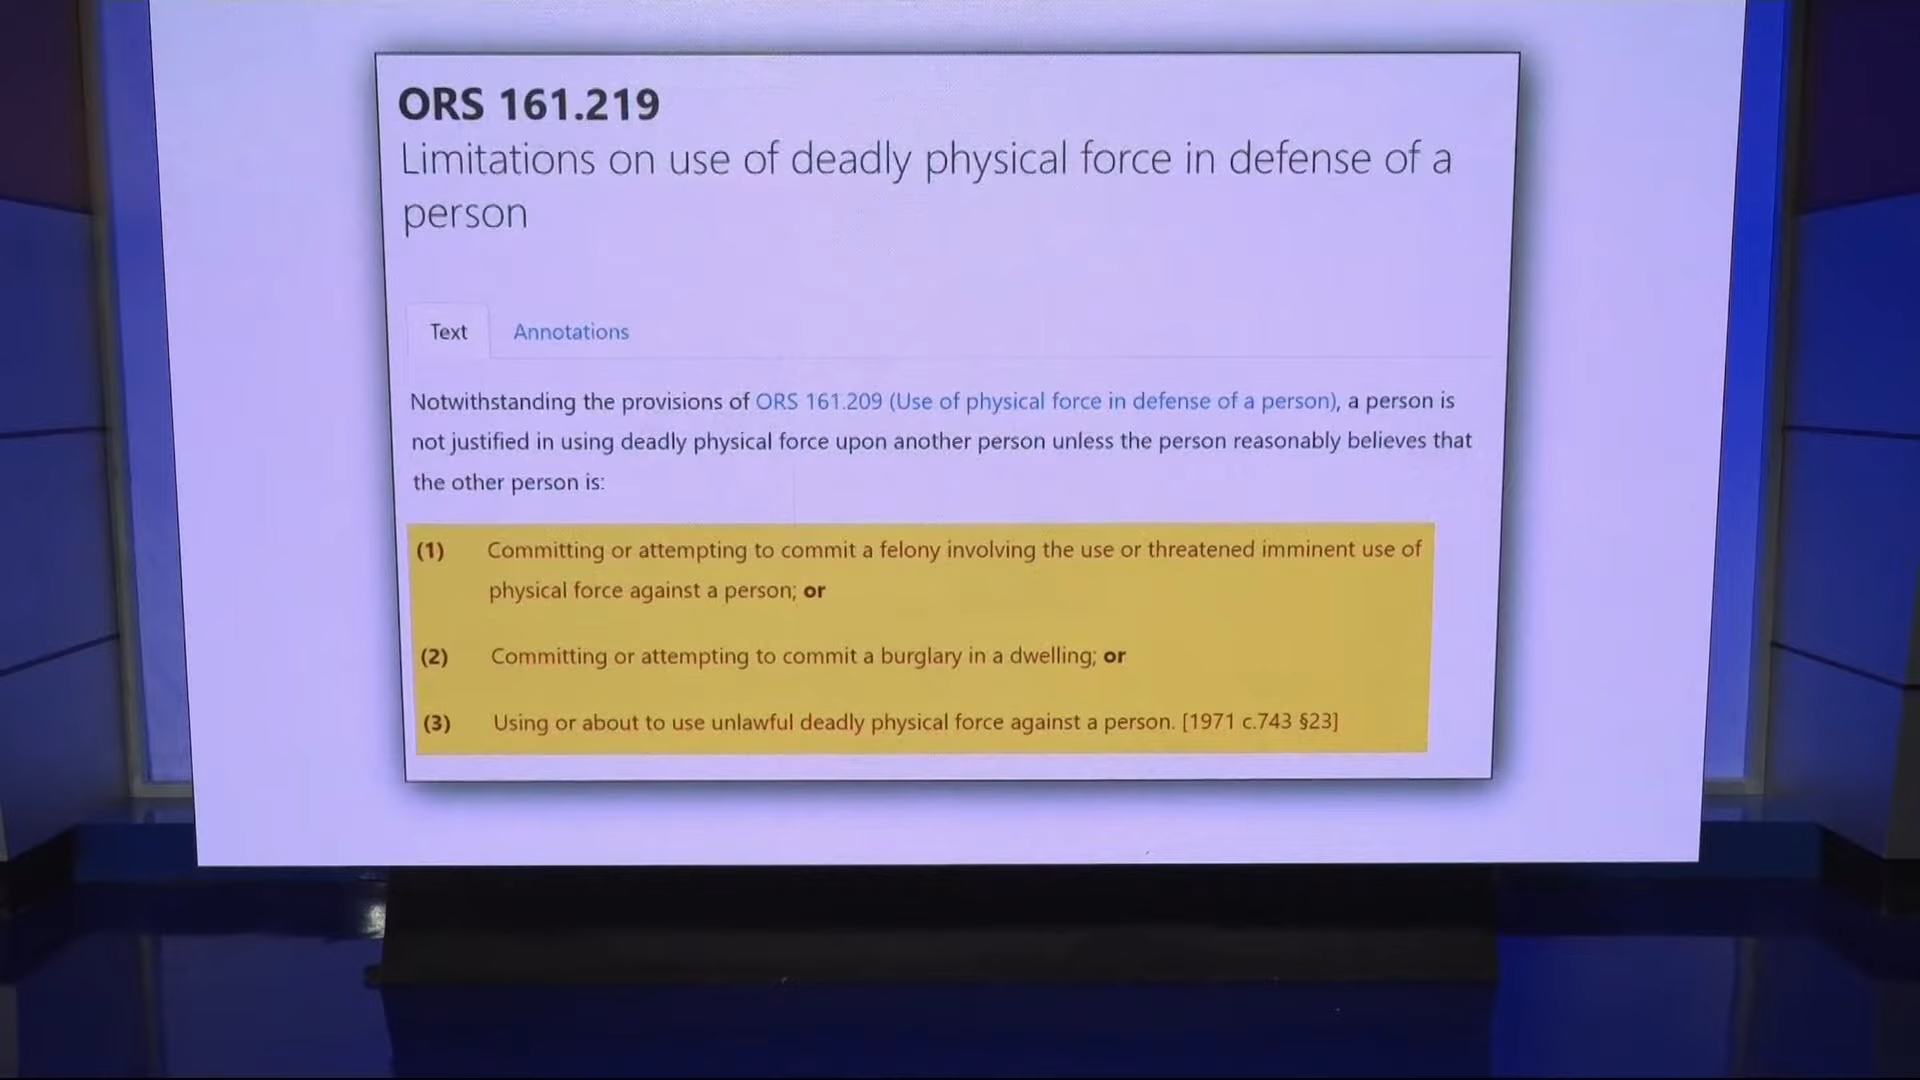 ORS 161.219
Limitations on use of deadly physical force in defense of a
person
Text Annotations
Notwithstanding the provisions of ORS 161.209 (Use of physical force in defense of a person), a person is
not justified in using deadly physical force upon another person unless the person reasonably believes that
the other person is:
(1) Committing or attempting to commit a felony involving the use or threatened imminent use of
physical force against a person; or
(2) Committing or attempting to commit a burglary in a dwelling; or
(3) Using or about to use unlawful deadly physical force against a person. [1971 c.743 §23]